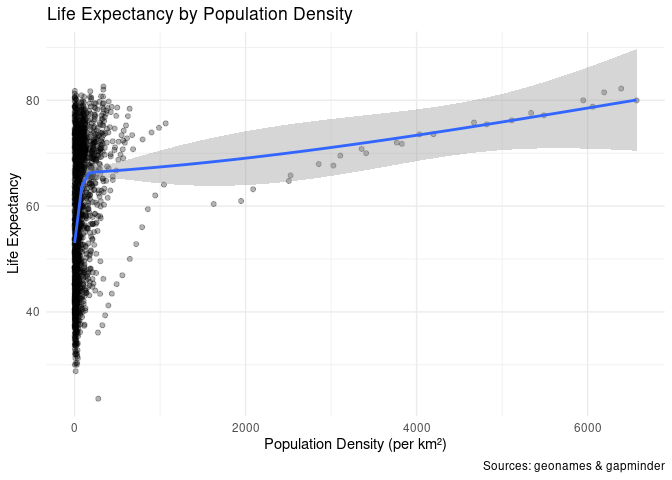 Life Expectancy by Population Density
Life Expectancy
80
60
40
0
2000
4000
6000
Population Density (per km²)
Sources: geonames & gapminder